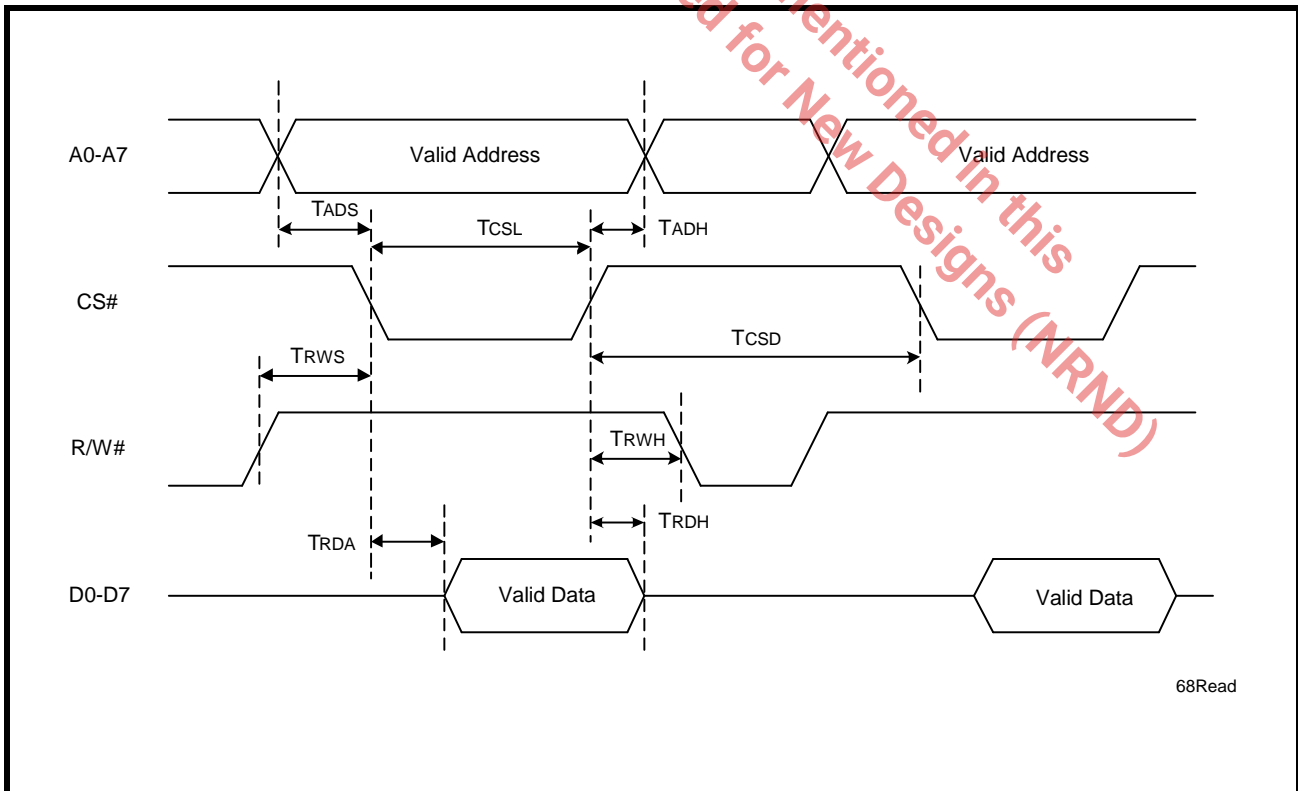 mentioned in this
ed for New Designs (NRND)
A0-A7
Valid Address
Valid Address
TADS
TCSL
TADH
CS#
TCSD
TRWS
R/W#
TRWH
TRDH
TRDA
D0-D7
Valid Data
Valid Data
68Read